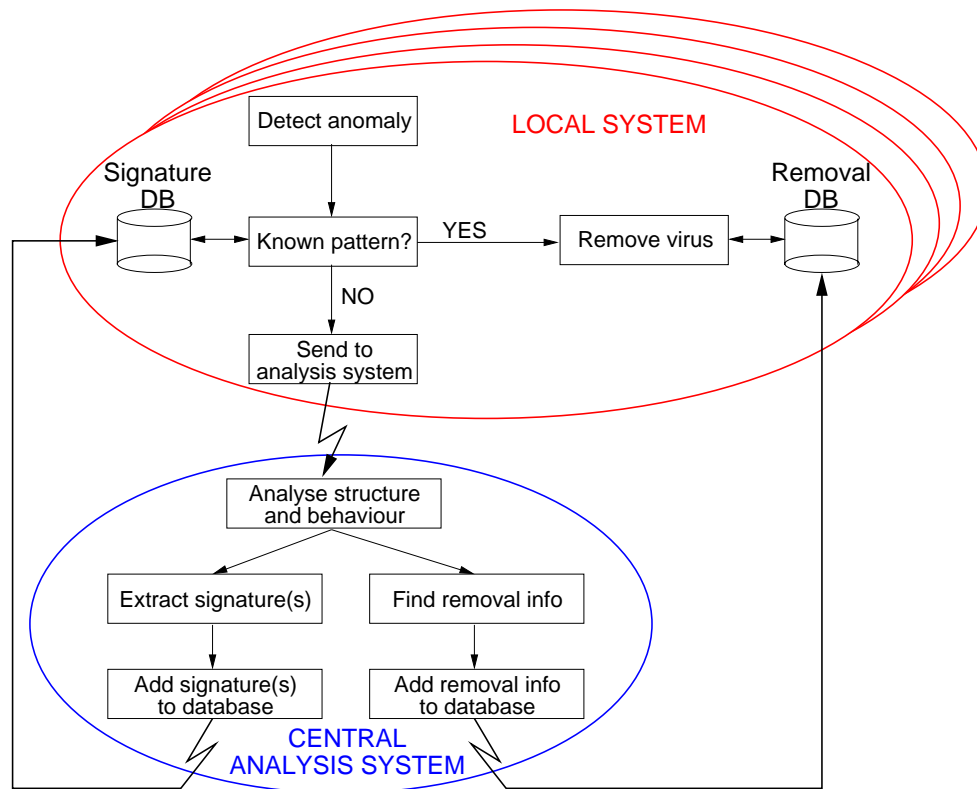 Detect anomaly
LOCAL SYSTEM
Signature
DB
Removal
DB
Known pattern?
YES
Remove virus
NO
Send to
analysis system
Analyse structure
and behaviour
Extract signature(s)
Find removal info
Add signature(s)
to database
Add removal info
to database
CENTRAL
ANALYSIS SYSTEM